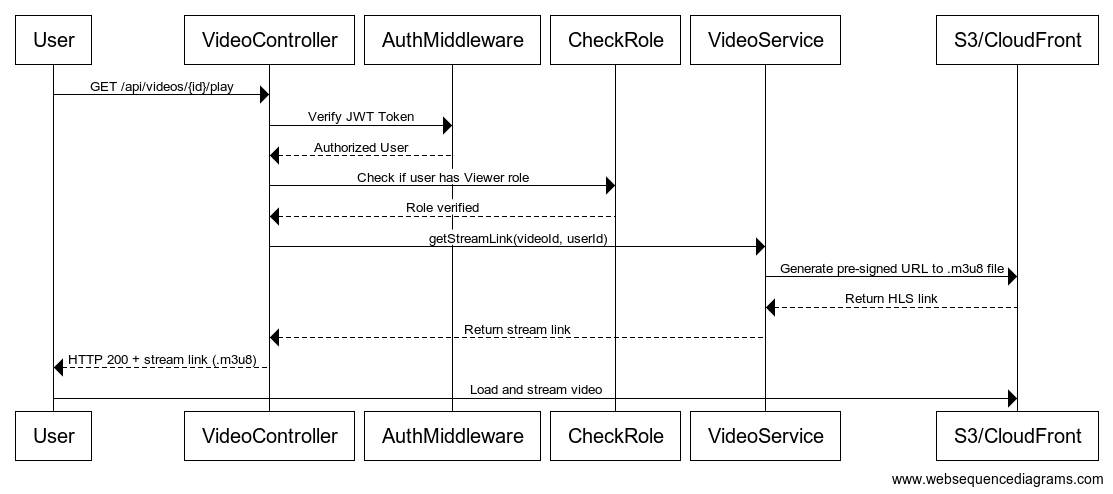 User
VideoController
AuthMiddleware
CheckRole
VideoService
S3/CloudFront
GET /api/videos/{id}/play
Verify JWT Token
Authorized User
Check if user has Viewer role
Role verified
getStreamLink(videoId, userId)
Generate pre-signed URL to .m3u8 file
Return HLS link
Return stream link
HTTP 200 + stream link (.m3u8)
Load and stream video
User
VideoController
AuthMiddleware
CheckRole
VideoService
S3/CloudFront
www.websequencediagrams.com